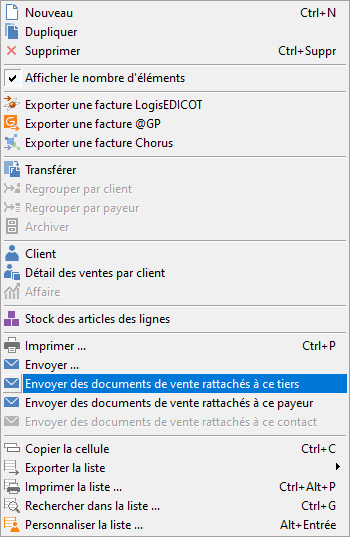 Nouveau Ctrl+N
Dupliquer
Supprimer Ctrl+Suppr
Afficher le nombre d'éléments
Exporter une facture LogisEDICOT
Exporter une facture @GP
Exporter une facture Chorus
Transférer
Regrouper par client
Regrouper par payeur
Archiver
Client
Détail des ventes par client
Affaire
Stock des articles des lignes
Imprimer ... Ctrl+P
Envoyer ...
Envoyer des documents de vente rattachés à ce tiers
Envoyer des documents de vente rattachés à ce payeur
Envoyer des documents de vente rattachés à ce contact
Copier la cellule Ctrl+C
Exporter la liste
Imprimer la liste ... Ctrl+Alt+P
Rechercher dans la liste ... Ctrl+G
Personnaliser la liste ... Alt+Entrée